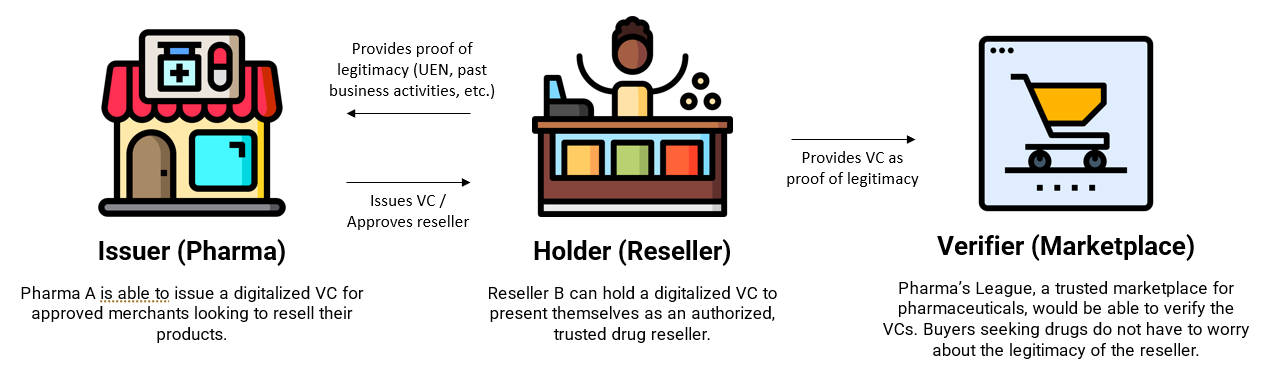 Provides proof of
legitimacy (UEN, past
business activities, etc.)
Issues VC /
Approves reseller
Provides VC as
proof of legitimacy
Issuer (Pharma)
Pharma A is able to issue a digitalized VC for
approved merchants looking to resell their
products.
Holder (Reseller)
Reseller B can hold a digitalized VC to
present themselves as an authorized,
trusted drug reseller.
Verifier (Marketplace)
Pharma’s League, a trusted marketplace for
pharmaceuticals, would be able to verify the
VCs. Buyers seeking drugs do not have to worry
about the legitimacy of the reseller.